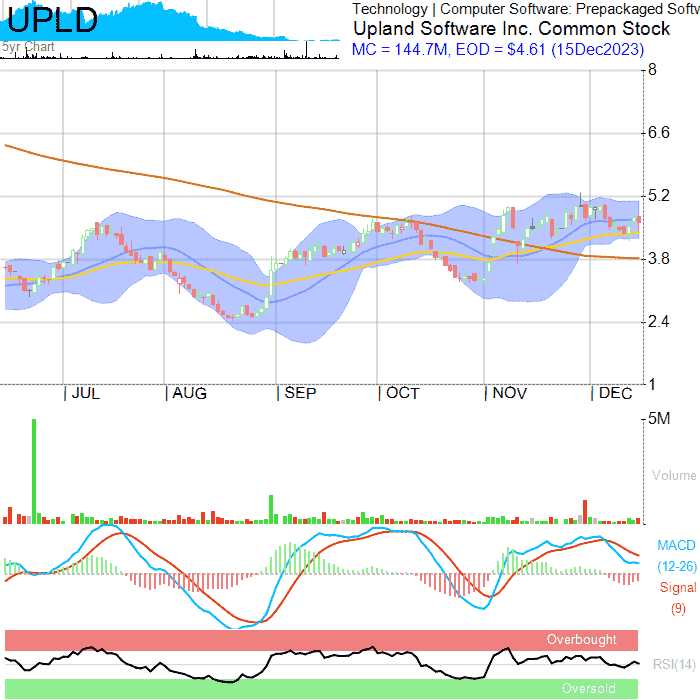 UPLD
Technology | Computer Software: Prepackaged Softw
Upland Software Inc. Common Stock
MC = 144.7M, EOD = $4.61 (15Dec2023)
5yr Chart
8
6.6
5.2
3.8
2.4
1
| JUL | AUG | SEP | OCT | NOV | DEC
5M
Volume
MACD
(12-26)
Signal
(9)
Overbought
RSI(14)
Oversold